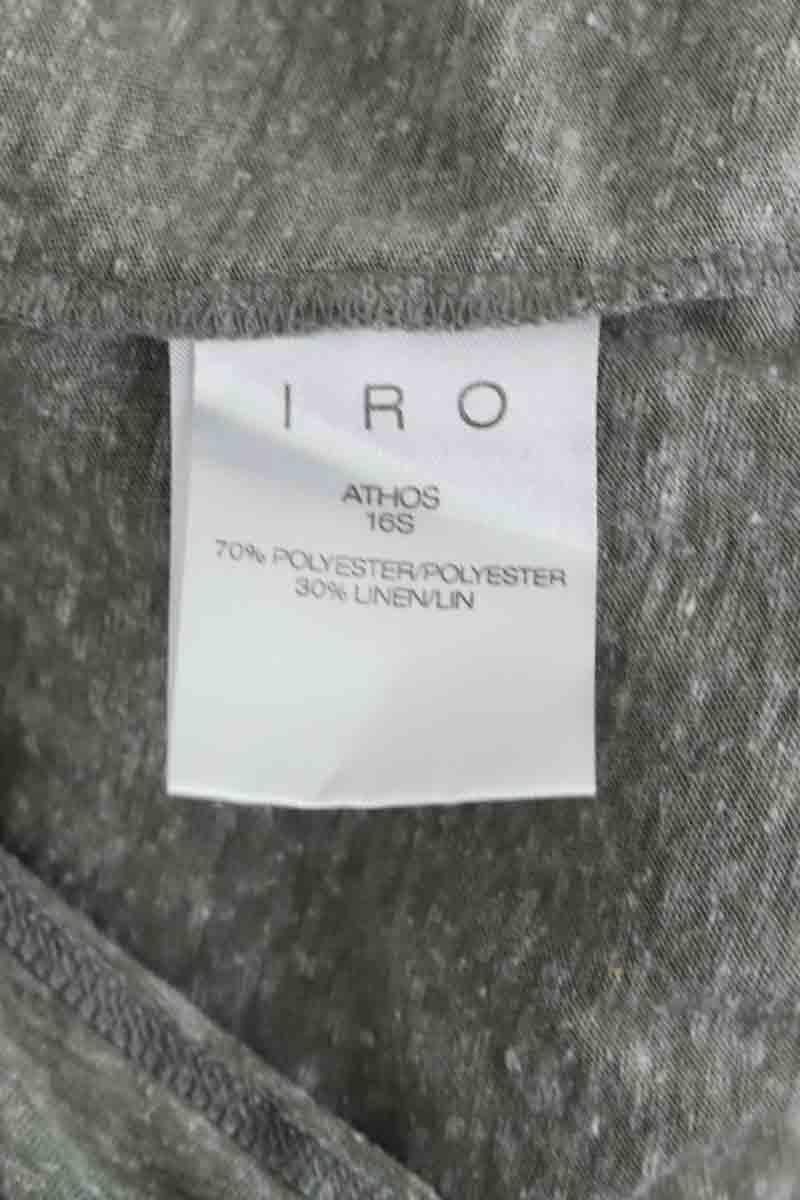 I R O
ATHOS
16S
70% POLYESTER/POLYESTER
30% LINEN/LIN